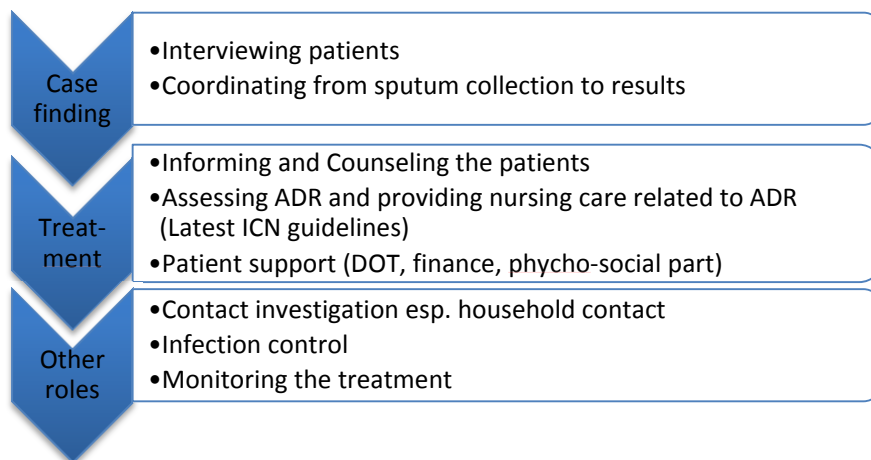 Case
finding
•Interviewing patients
•Coordinating from sputum collection to results
Treat-
ment
•Informing and Counseling the patients
•Assessing ADR and providing nursing care related to ADR
(Latest ICN guidelines)
•Patient support (DOT, finance, phycho-social part)
Other
roles
•Contact investigation esp. household contact
•Infection control
•Monitoring the treatment